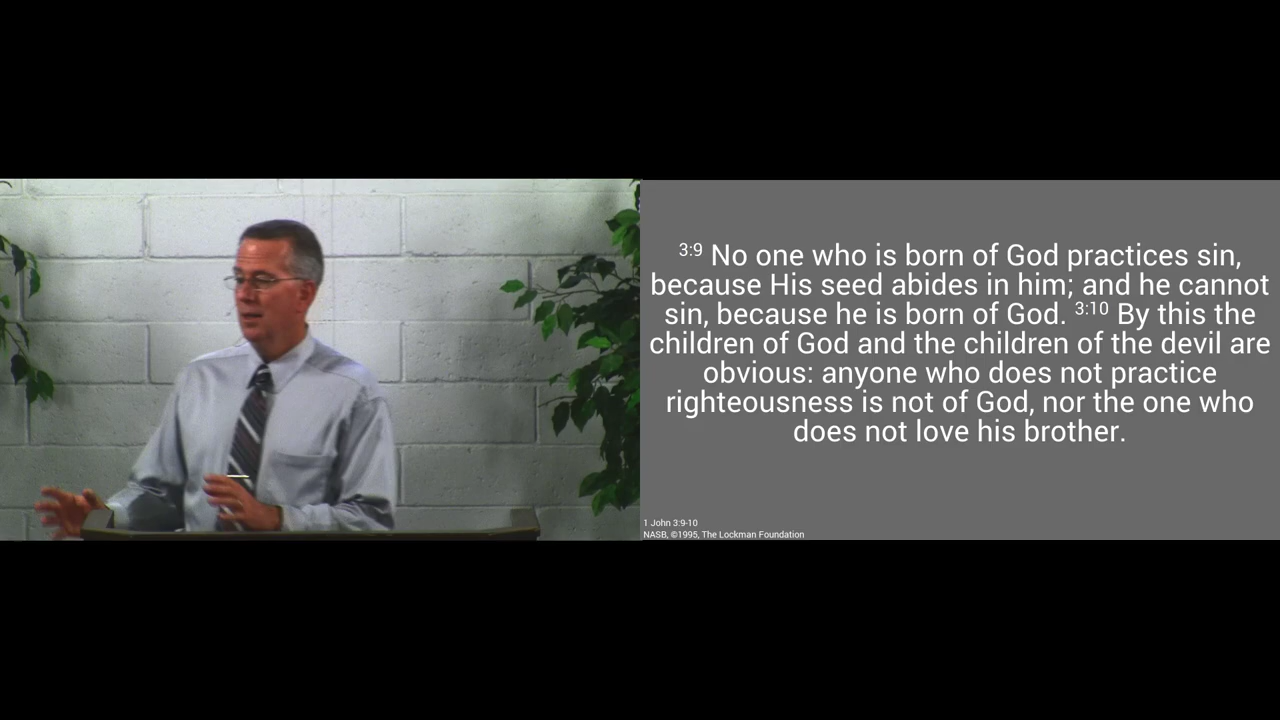 3:9 No one who is born of God practices sin,
because His seed abides in him; and he cannot
sin, because he is born of God. 3:10 By this the
children of God and the children of the devil are
obvious: anyone who does not practice
righteousness is not of God, nor the one who
does not love his brother.
1 John 3:9-10
NASB, ©1995, The Lockman Foundation